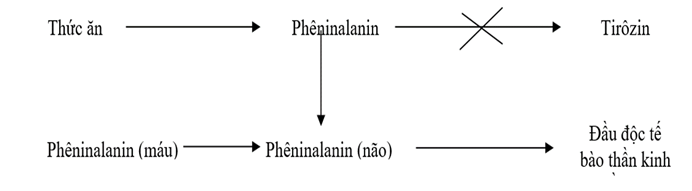 Thức ăn Phêninalanin Tirôzin
Phêninalanin (máu) Phêninalanin (não) Đầu độc tế
bào thần kinh